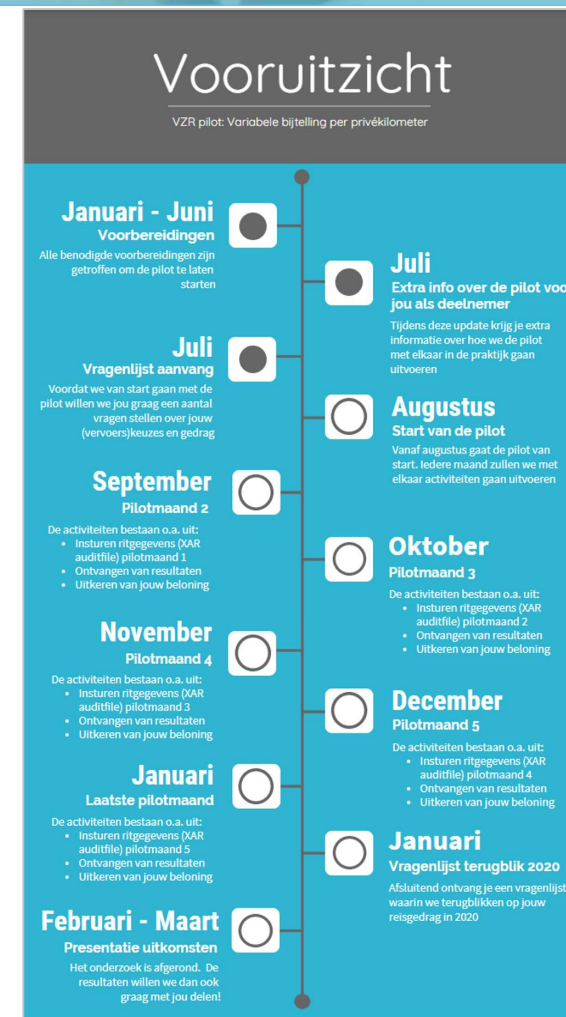 Vooruitzicht
VZR pilot: Variabele bijtelling per privékilometer
Januari - Juni
Voorbereidingen
Alle benodigde voorbereidingen zijn
getroffen om de pilot te laten
starten
Juli
Extra info over de pilot voo
jou als deelnemer
Tijdens deze update krijg je extra
informatie over hoe we de pilot
met elkaar in de praktijk gaan
uitvoeren
Juli
Vragenlijst aanvang
Voordat we van start gaan met de
pilot willen we jou graag een aantal
vragen stellen over jouw
(vervoers)keuzes en gedrag
Augustus
Start van de pilot
Vanaf augustus gaat de pilot van
start. Iedere maand zullen we met
elkaar activiteiten gaan uitvoeren
September
Pilotmaand 2
De activiteiten bestaan o.a. uit:
• Insturen ritgegevens (XAR
auditfile) pilotmaand 1
• Ontvangen van resultaten
• Uitkeren van jouw beloning
Oktober
Pilotmaand 3
De activiteiten bestaan o.a. uit:
• Insturen ritgegevens (XAR
auditfile) pilotmaand 2
• Ontvangen van resultaten
• Uitkeren van jouw beloning
November
Pilotmaand 4
De activiteiten bestaan o.a. uit:
• Insturen ritgegevens (XAR
auditfile) pilotmaand 3
• Ontvangen van resultaten
• Uitkeren van jouw beloning
December
Pilotmaand 5
De activiteiten bestaan o.a. uit:
• Insturen ritgegevens (XAR
auditfile) pilotmaand 4
• Ontvangen van resultaten
• Uitkeren van jouw beloning
Januari
Laatste pilotmaand
De activiteiten bestaan o.a. uit:
• Insturen ritgegevens (XAR
auditfile) pilotmaand 5
• Ontvangen van resultaten
• Uitkeren van jouw beloning
Januari
Vragenlijst terugblik 2020
Afsluitend ontvang je een vragenlijst
waarin we terugblikken op jouw
reisgedrag in 2020
Februari - Maart
Presentatie uitkomsten
Het onderzoek is afgerond. De
resultaten willen we dan ook
graag met jou delen!